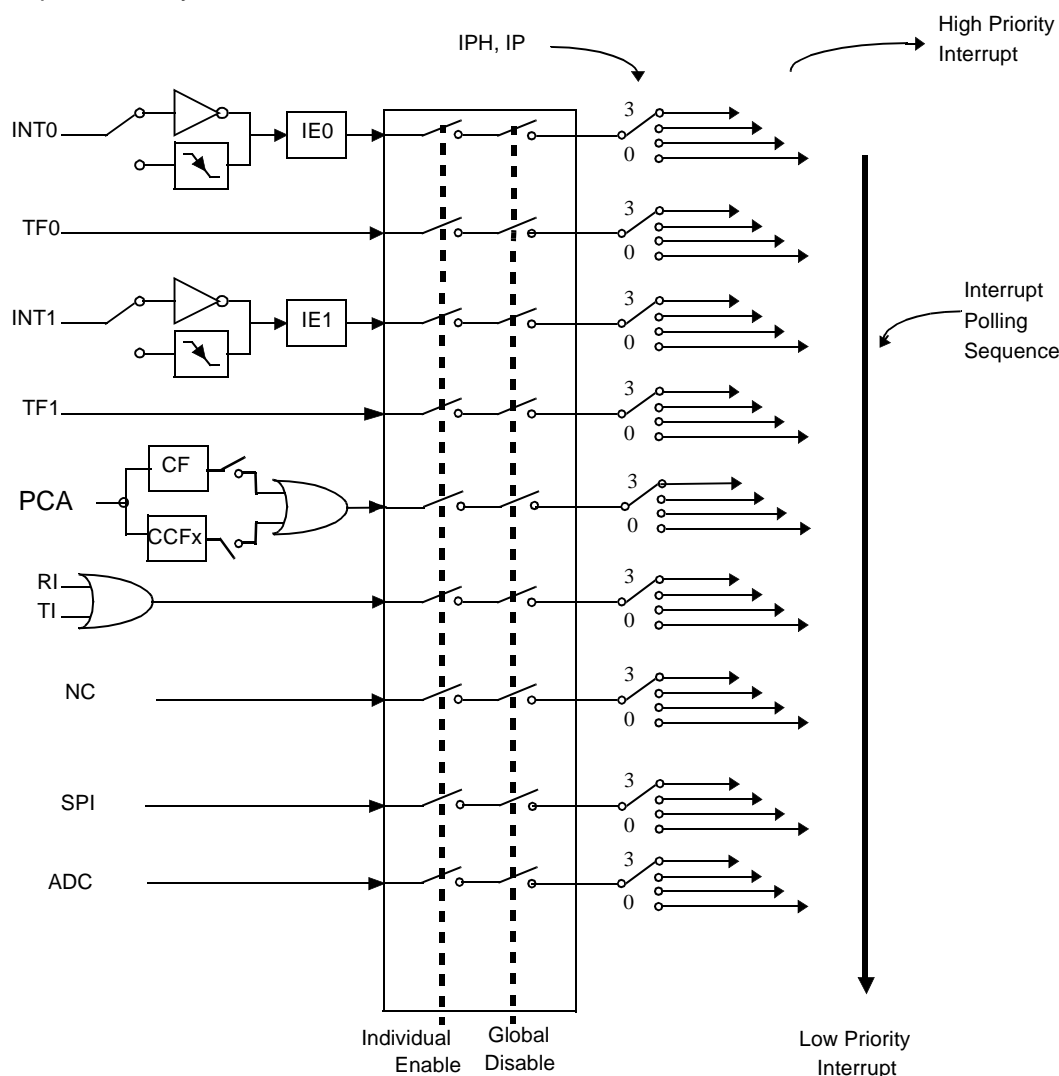 High Priority
Interrupt
IPH, IP
INT0
IE0
3
0
TF0
3
0
INT1
IE1
3
0
Interrupt
Polling
Sequence
TF1
3
0
PCA
CF
CCFx
3
0
RI
TI
3
0
NC
3
0
SPI
3
0
ADC
3
0
Individual
Enable
Global
Disable
Low Priority
Interrupt